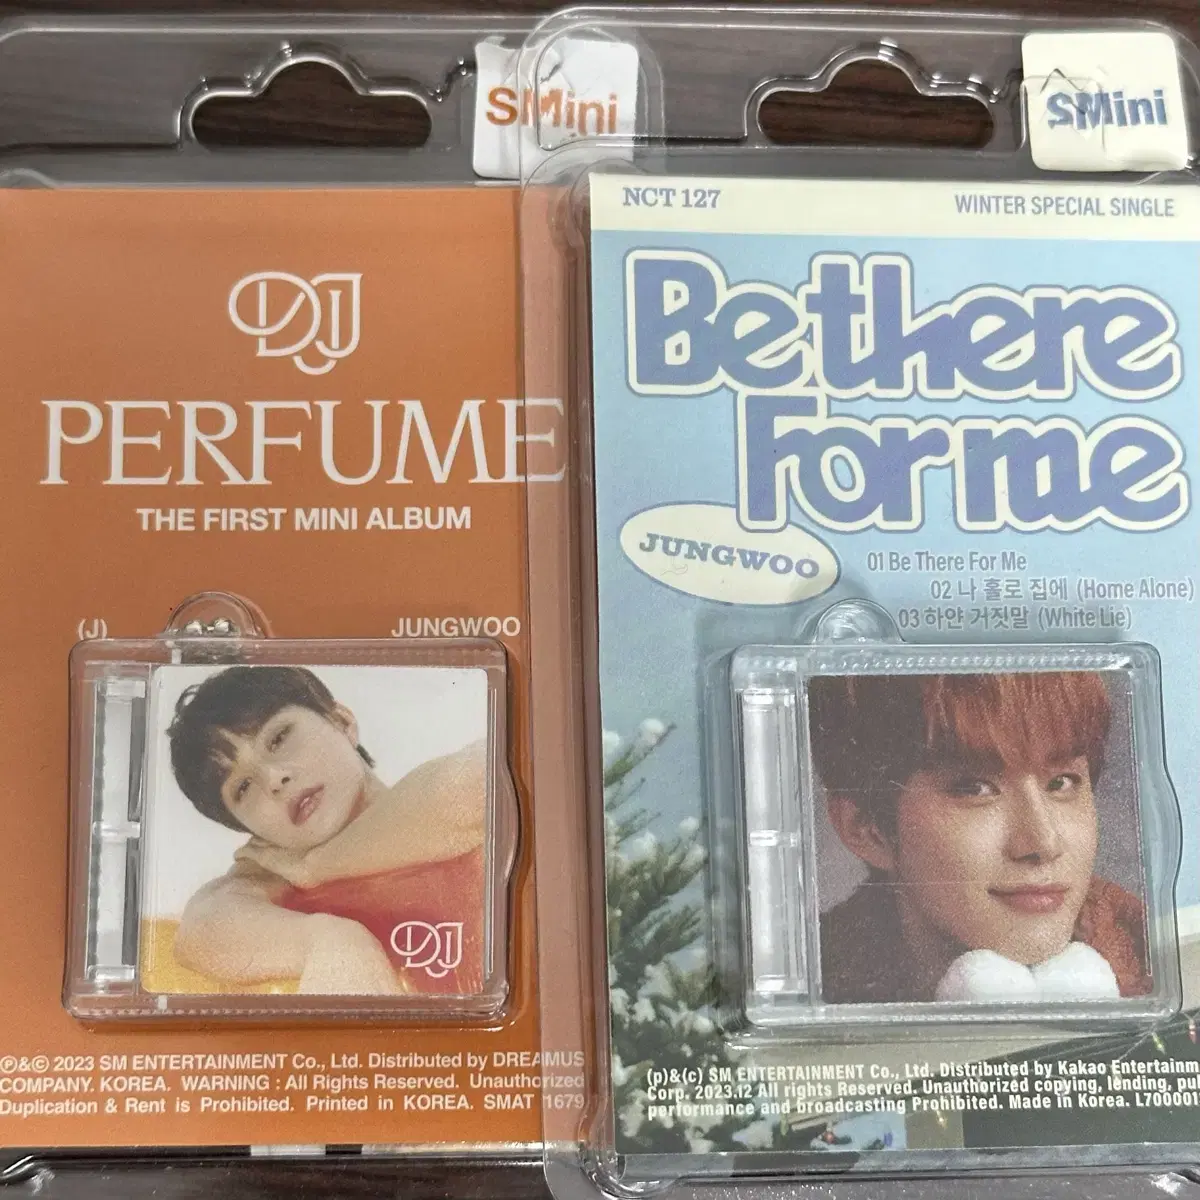 SMini
DJ
PERFUME
THE FIRST MINI ALBUM
(J)
JUNGWOO
DJ
℗&© 2023 SM ENTERTAINMENT Co., Ltd. Distributed by DREAMUS
COMPANY. KOREA. WARNING : All Rights Reserved. Unauthorized
Duplication & Rent is Prohibited. Printed in KOREA. SMAT 1679
SMini
NCT 127
WINTER SPECIAL SINGLE
Be there
For me
JUNGWOO
01 Be There For Me
02 나 홀로 집에 (Home Alone)
03 하얀 거짓말 (White Lie)
(p)&(c) SM ENTERTAINMENT Co., Ltd. Distributed by Kakao Entertainm
Corp. 2023.12 All rights Reserved. Unauthorized copying, lending, pu
performance and broadcasting Prohibited. Made in Korea. L700001